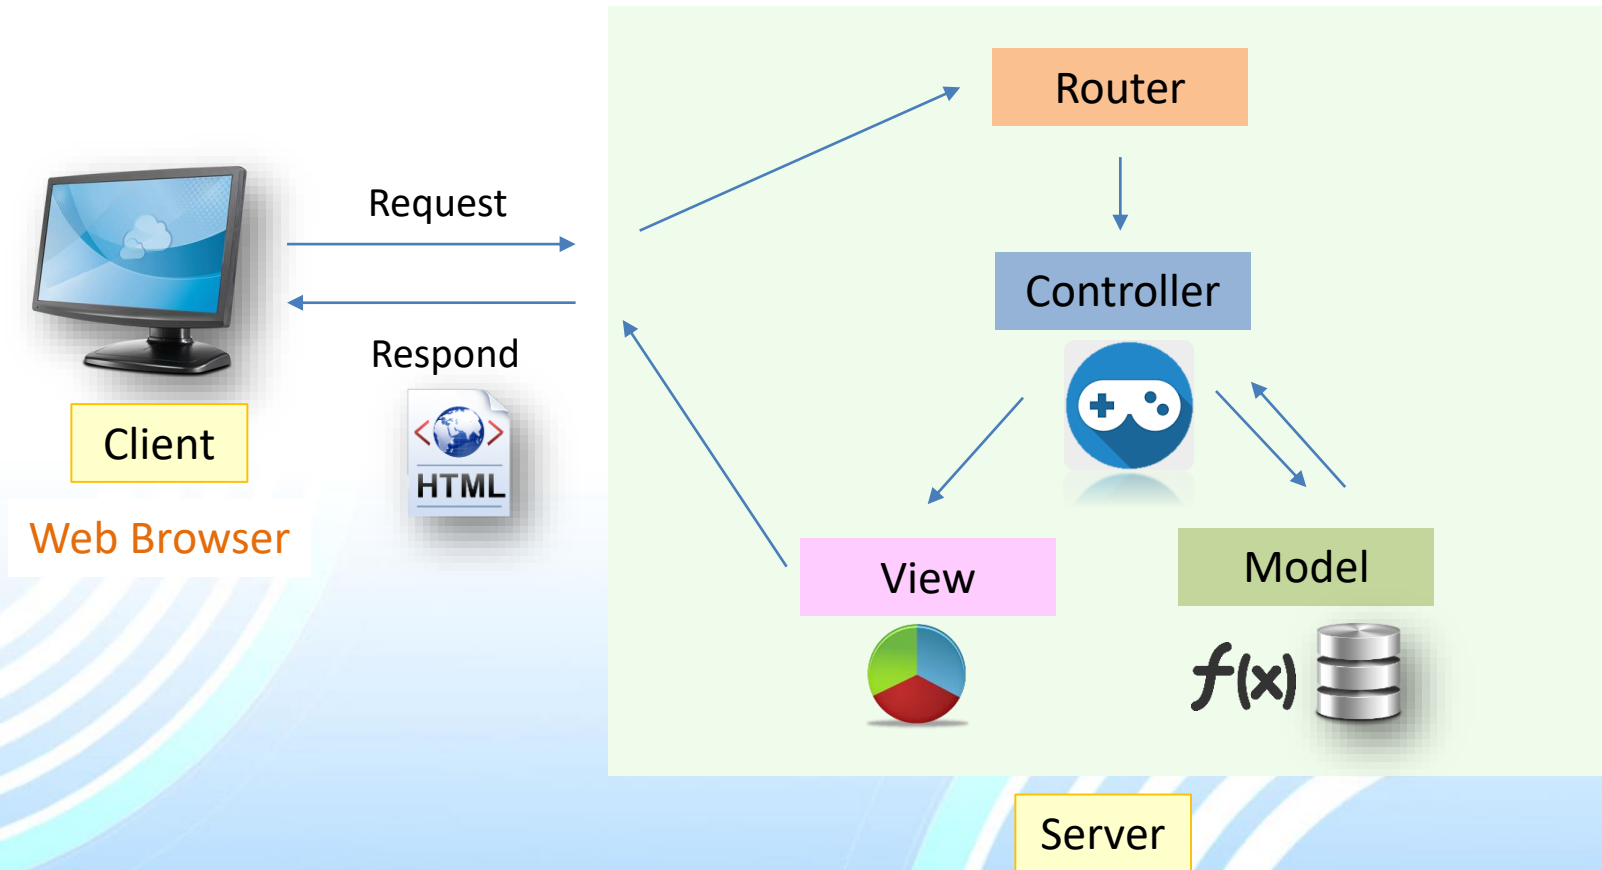 Router
Request
Controller
Respond
Client
< >
HTML
Web Browser
View
Model
f(x)
Server